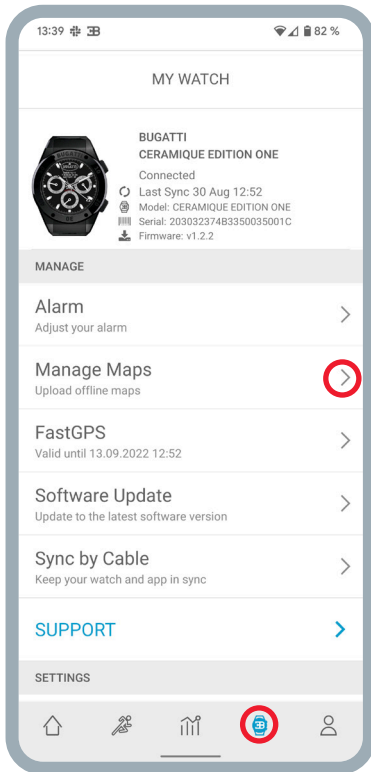 13:39 82 %
MY WATCH
BUGATTI
CERAMIQUE EDITION ONE
Connected
Last Sync 30 Aug 12:52
Model: CERAMIQUE EDITION ONE
Serial: 203032374B3350035001C
Firmware: v1.2.2
MANAGE
Alarm
Adjust your alarm
Manage Maps
Upload offline maps
FastGPS
Valid until 13.09.2022 12:52
Software Update
Update to the latest software version
Sync by Cable
Keep your watch and app in sync
SUPPORT
SETTINGS